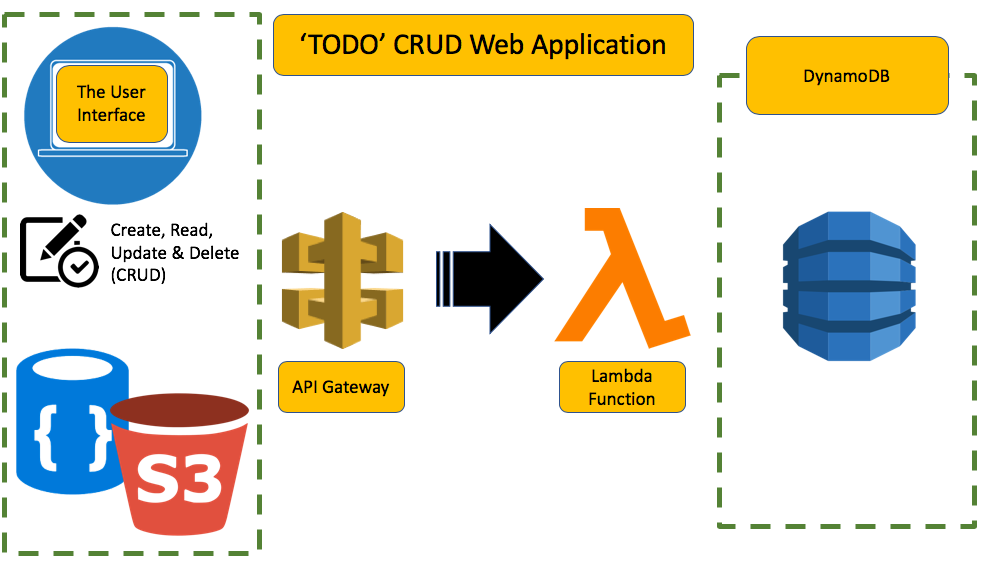 ‘TODO’ CRUD Web Application
The User
Interface
Create, Read,
Update & Delete
(CRUD)
{ }
S3
API Gateway
Lambda
Function
DynamoDB